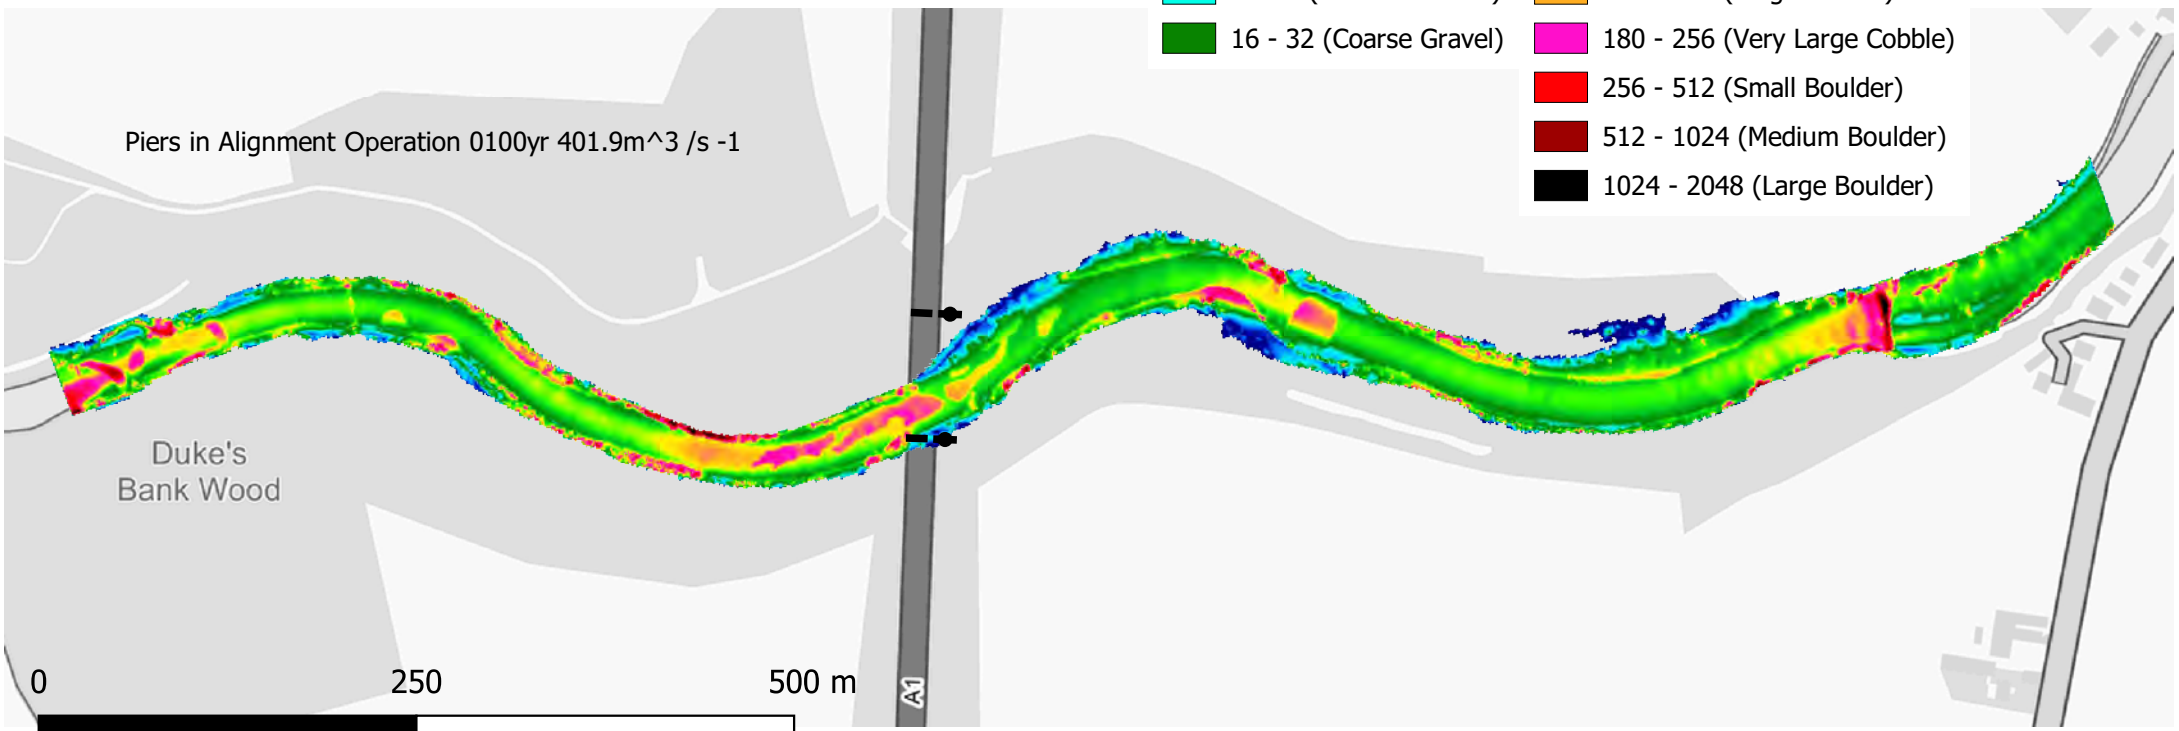 16 - 32 (Coarse Gravel)
180 - 256 (Very Large Cobble)
256 - 512 (Small Boulder)
512 - 1024 (Medium Boulder)
1024 - 2048 (Large Boulder)
Piers in Alignment Operation 0100yr 401.9m^3 /s -1
Duke's
Bank Wood
0 250 500 m
A1